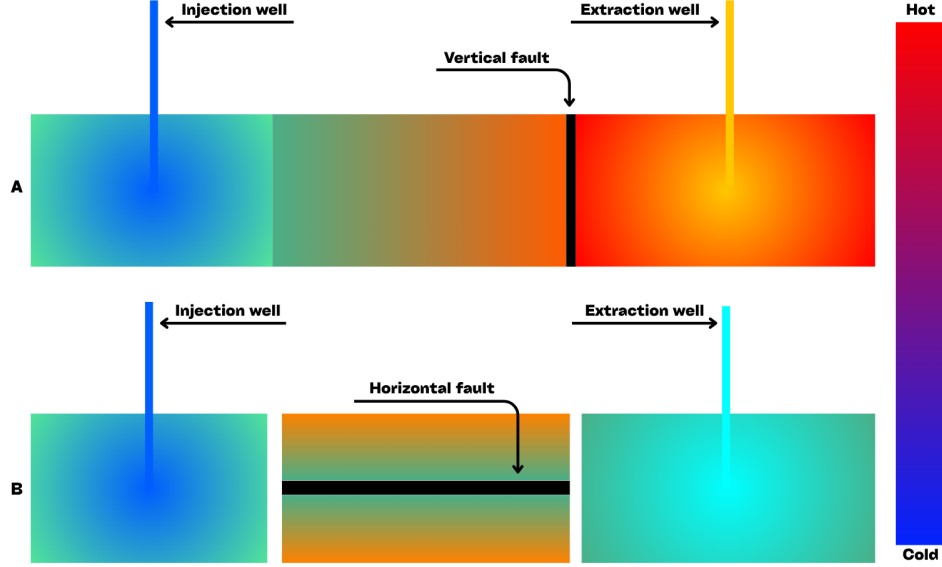 Injection well
Extraction well
Hot
Vertical fault
A
Injection well
Extraction well
Horizontal fault
B
Cold